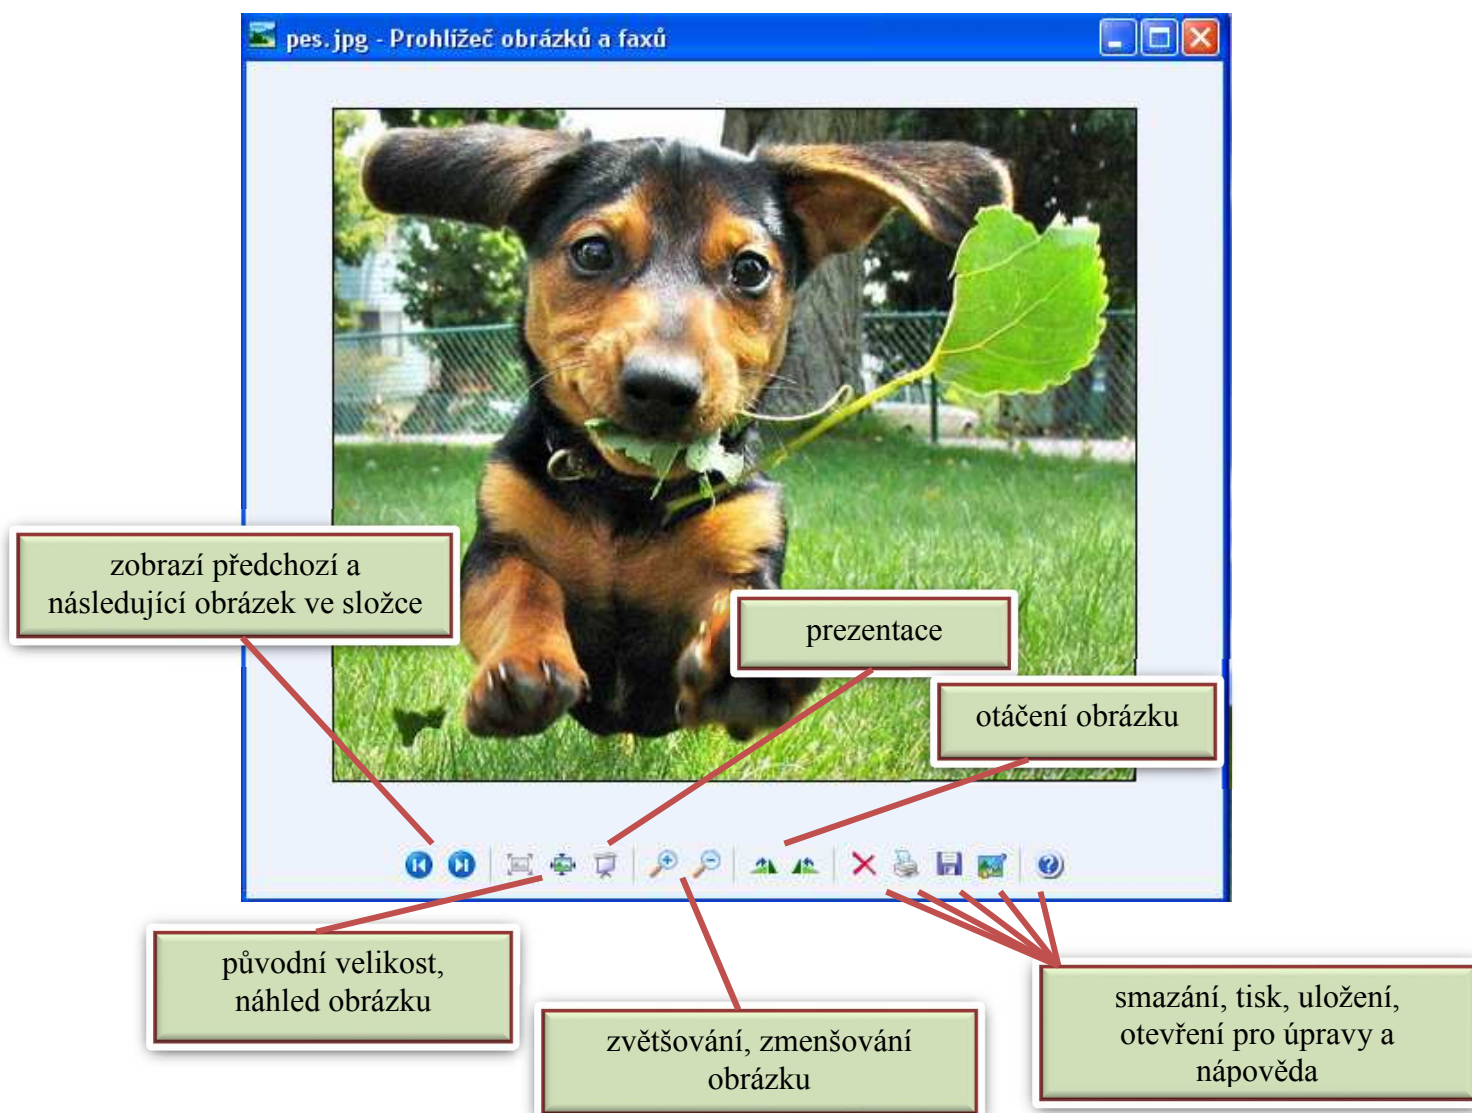 pes.jpg - Prohlížeč obrázků a faxů
zobrazí předchozí a
následující obrázek ve složce
prezentace
otáčení obrázku
původní velikost,
náhled obrázku
zvětšování, zmenšování
obrázku
smazání, tisk, uložení,
otevření pro úpravy a
nápověda